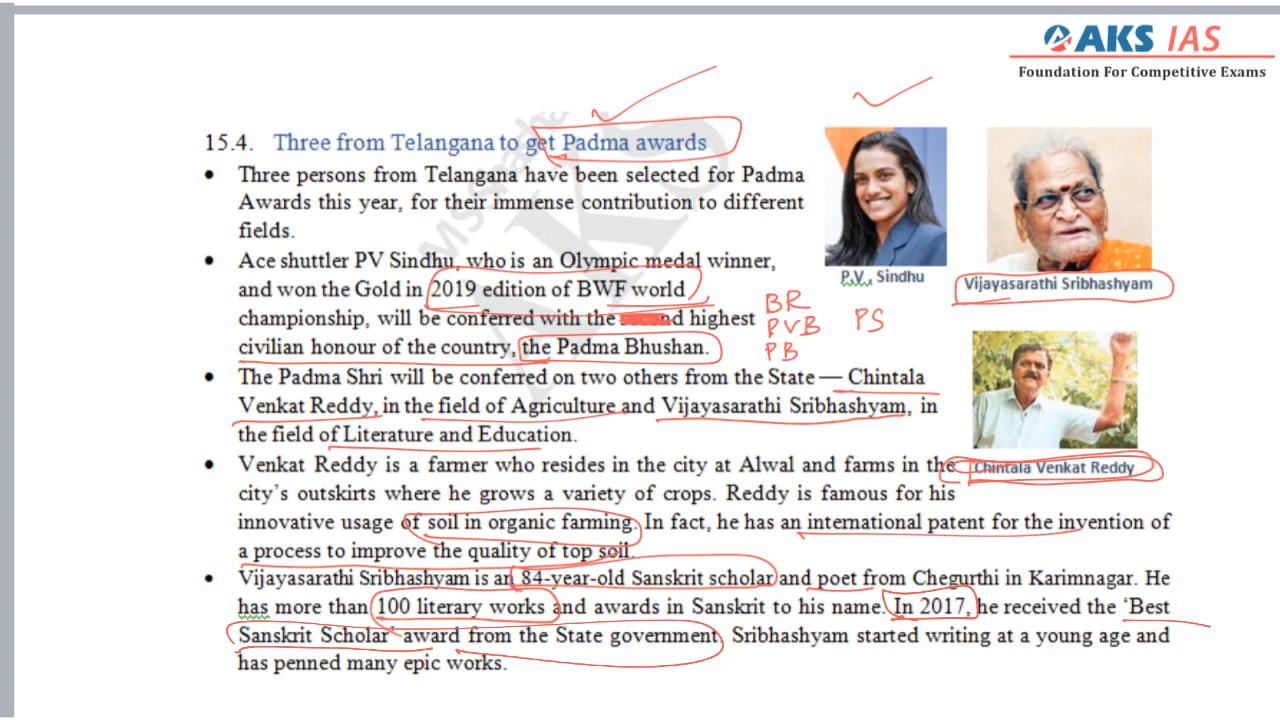 AKS IAS
Foundation For Competitive Exams
15.4. Three from Telangana to get Padma awards
• Three persons from Telangana have been selected for Padma
Awards this year, for their immense contribution to different
fields.
• Ace shuttler PV Sindhu, who is an Olympic medal winner,
and won the Gold in 2019 edition of BWF world
championship, will be conferred with the highest
civilian honour of the country, the Padma Bhushan.
P.V. Sindhu
Vijayasarathi Sribhashyam
BR
PVB PS
PB
• The Padma Shri will be conferred on two others from the State — Chintala
Venkat Reddy, in the field of Agriculture and Vijayasarathi Sribhashyam, in
the field of Literature and Education.
Chintala Venkat Reddy
• Venkat Reddy is a farmer who resides in the city at Alwal and farms in the
city's outskirts where he grows a variety of crops. Reddy is famous for his
innovative usage of soil in organic farming. In fact, he has an international patent for the invention of
a process to improve the quality of top soil.
• Vijayasarathi Sribhashyam is an 84-year-old Sanskrit scholar and poet from Chegurthi in Karimnagar. He
has more than 100 literary works and awards in Sanskrit to his name. In 2017, he received the 'Best
Sanskrit Scholar' award from the State government. Sribhashyam started writing at a young age and
has penned many epic works.
AKS